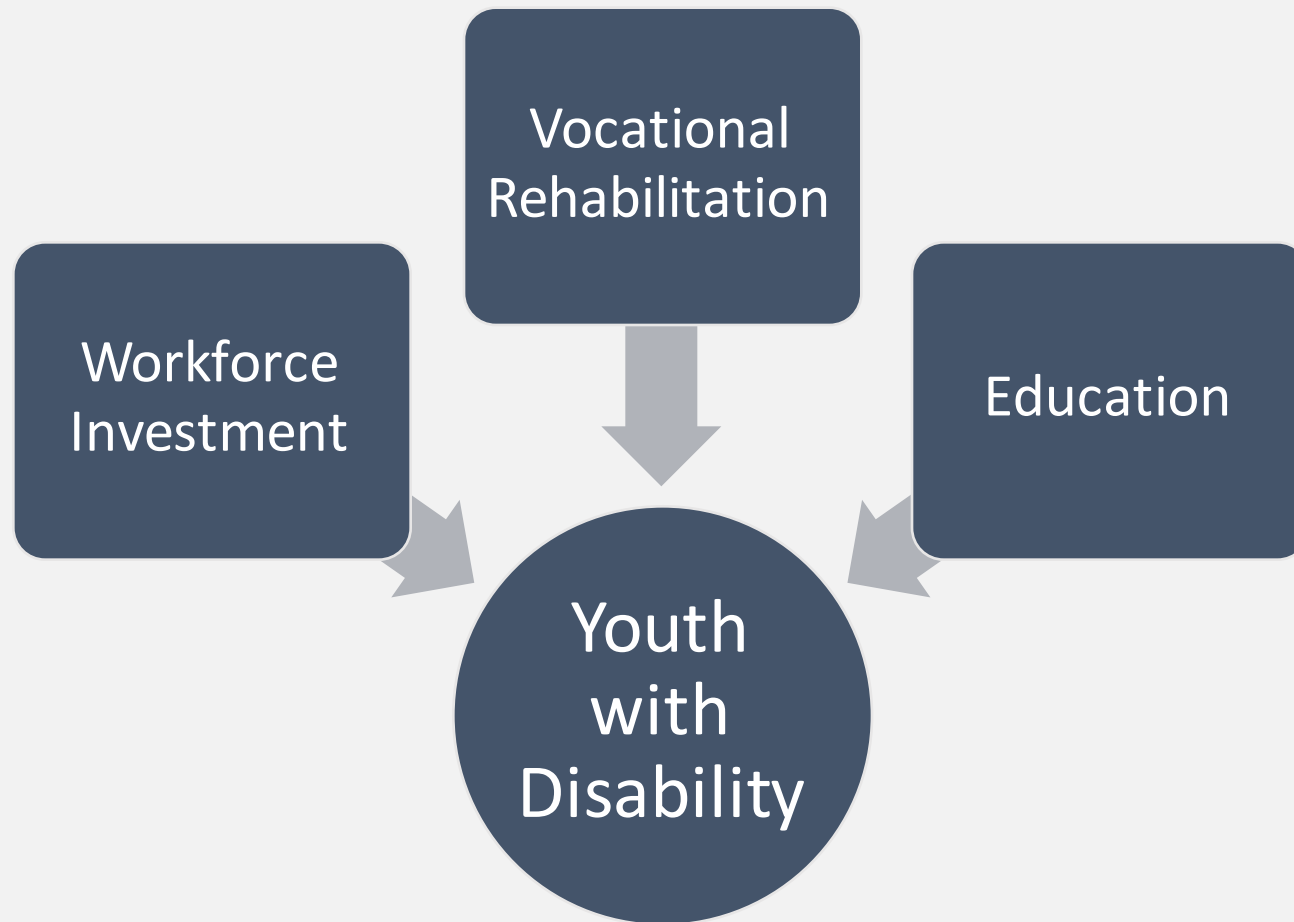 Vocational
Rehabilitation
Workforce
Investment
Education
Youth
with
Disability